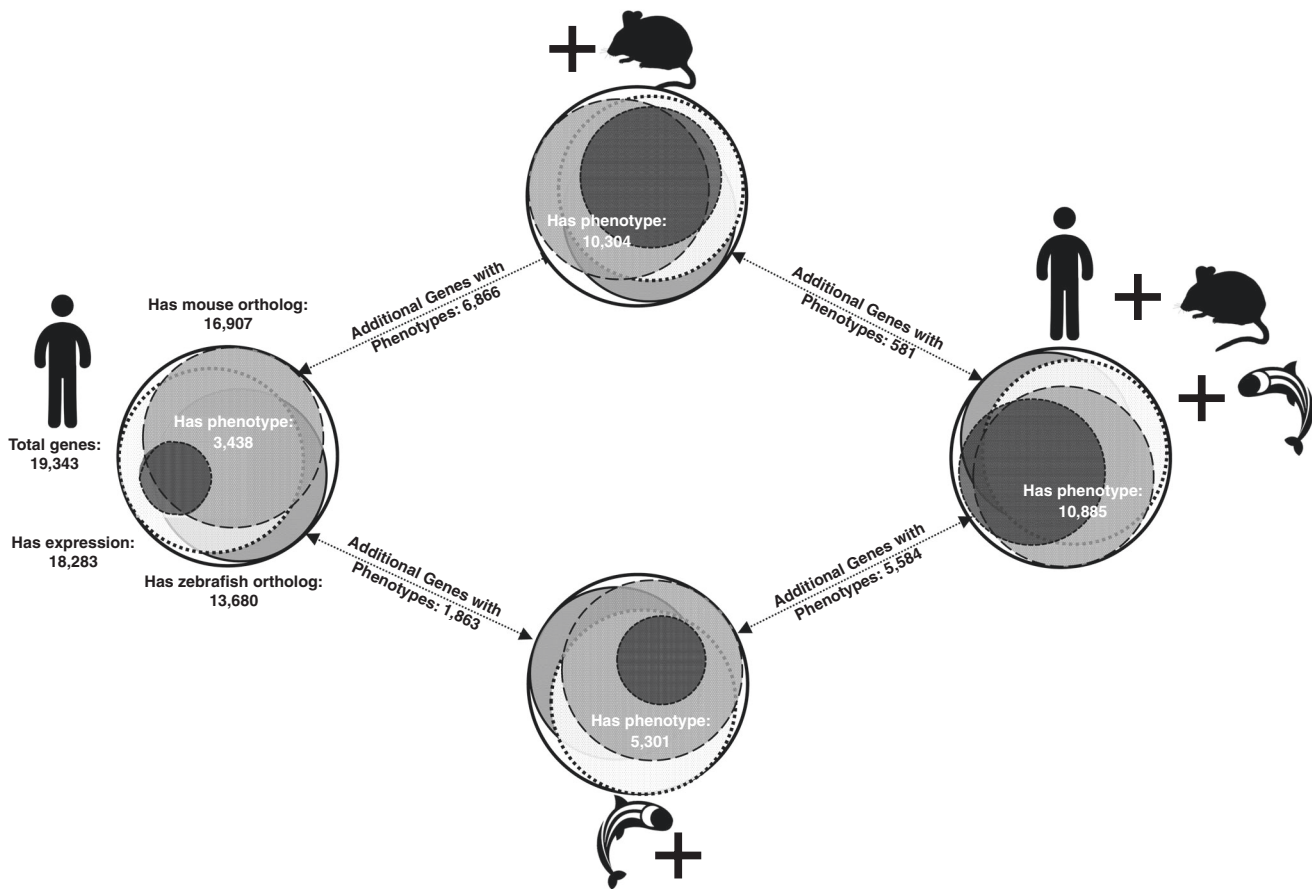 Has phenotype:
10,304
Additional Genes with
Phenotypes: 6,866
Additional Genes with
Phenotypes: 581
Has mouse ortholog:
16,907
Has phenotype:
3,438
Total genes:
19,343
Has expression:
18,283
Has zebrafish ortholog:
13,680
Has phenotype:
10,885
Additional Genes with
Phenotypes: 1,863
Additional Genes with
Phenotypes: 5,584
Has phenotype:
5,301